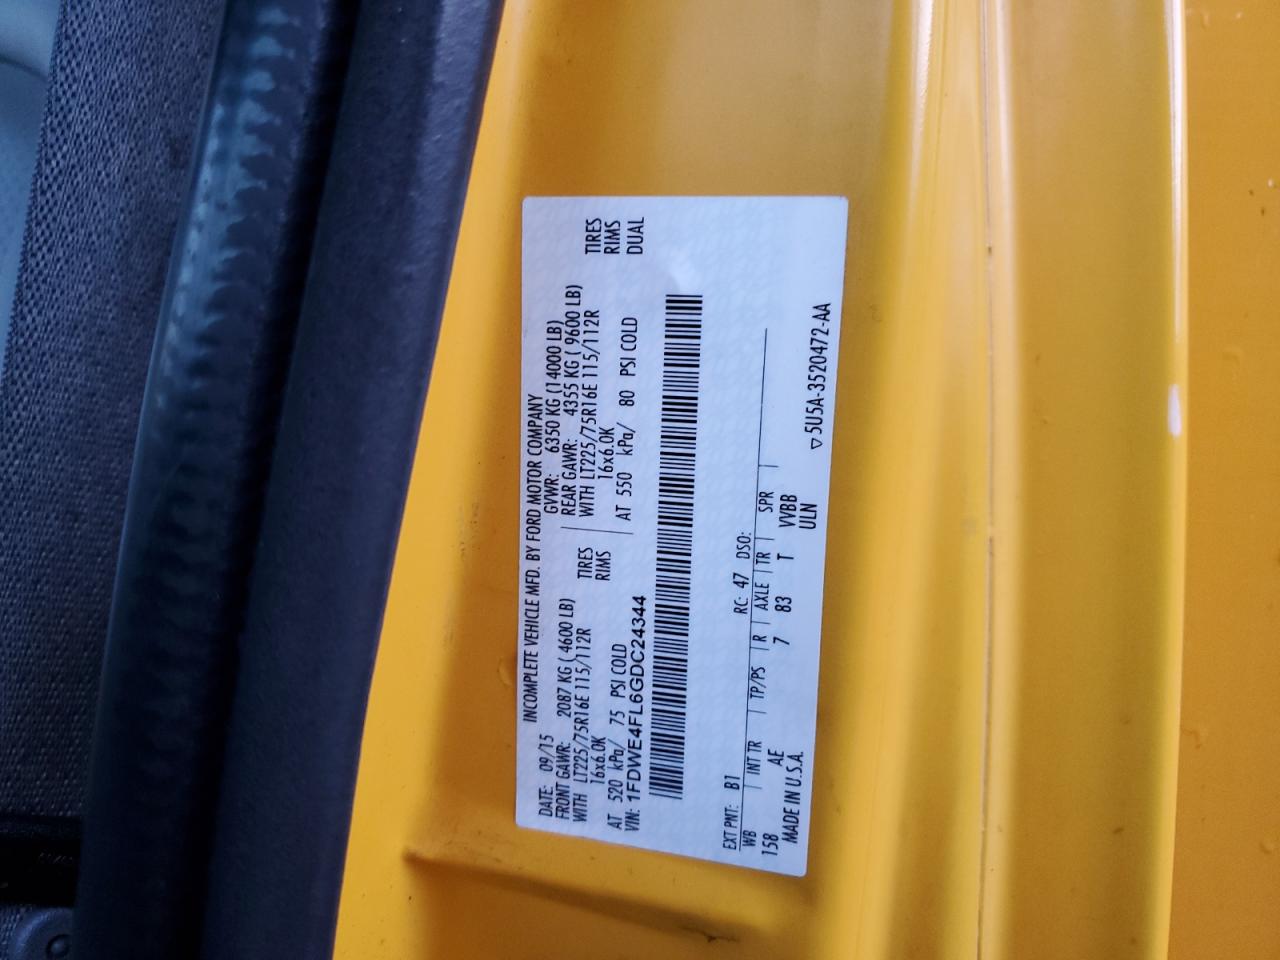 INCOMPLETE VEHICLE MFD. BY FORD MOTOR COMPANY
DATE: 09/15 GVWR: 6350 KG (14000 LB)
FRONT GAWR: 2087 KG ( 4600 LB) REAR GAWR: 4355 KG ( 9600 LB)
WITH LT225/75R16E 115/112R TIRES WITH LT225/75R16E 115/112R TIRES
16x6.0K RIMS 16x6.0K RIMS
AT 520 kPa/ 75 PSI COLD AT 550 kPa/ 80 PSI COLD DUAL
VIN: 1FDWE4FL6GDC24344
EXT PNT: B1 RC: 47 DSO:
WB INT TR TP/PS R AXLE TR SPR
158 AE 7 83 T VVBB
MADE IN U.S.A. ULN
▽5U5A-3520472-AA